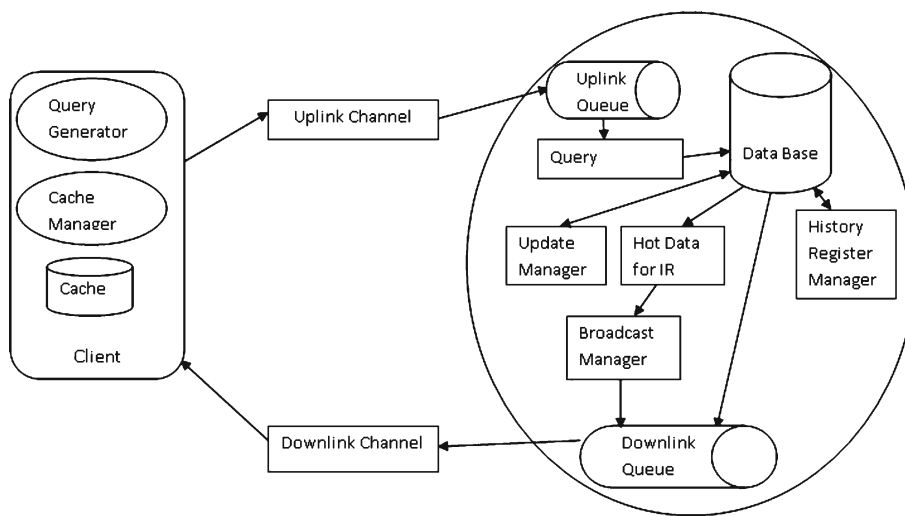 Query
Generator
Cache
Manager
Cache
Client
Uplink Channel
Downlink Channel
Uplink
Queue
Query
Data Base
Update
Manager
Hot Data
for IR
History
Register
Manager
Broadcast
Manager
Downlink
Queue